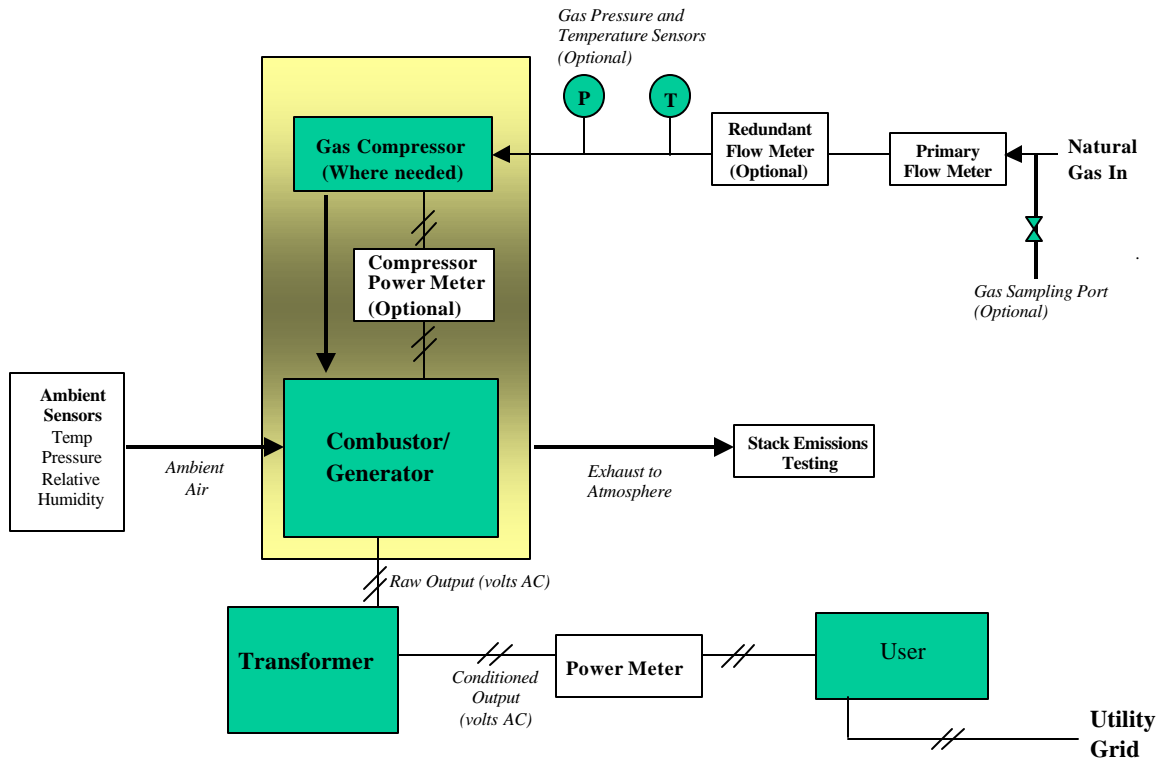 Gas Pressure and
Temperature Sensors
(Optional)
P
T
Gas Compressor
(Where needed)
Redundant
Flow Meter
(Optional)
Primary
Flow Meter
Natural
Gas In
Compressor
Power Meter
(Optional)
Gas Sampling Port
(Optional)
Ambient
Sensors
Temp
Pressure
Relative
Humidity
Ambient
Air
Combustor/
Generator
Exhaust to
Atmosphere
Stack Emissions
Testing
Raw Output (volts AC)
Transformer
Conditioned
Output
(volts AC)
Power Meter
User
Utility
Grid